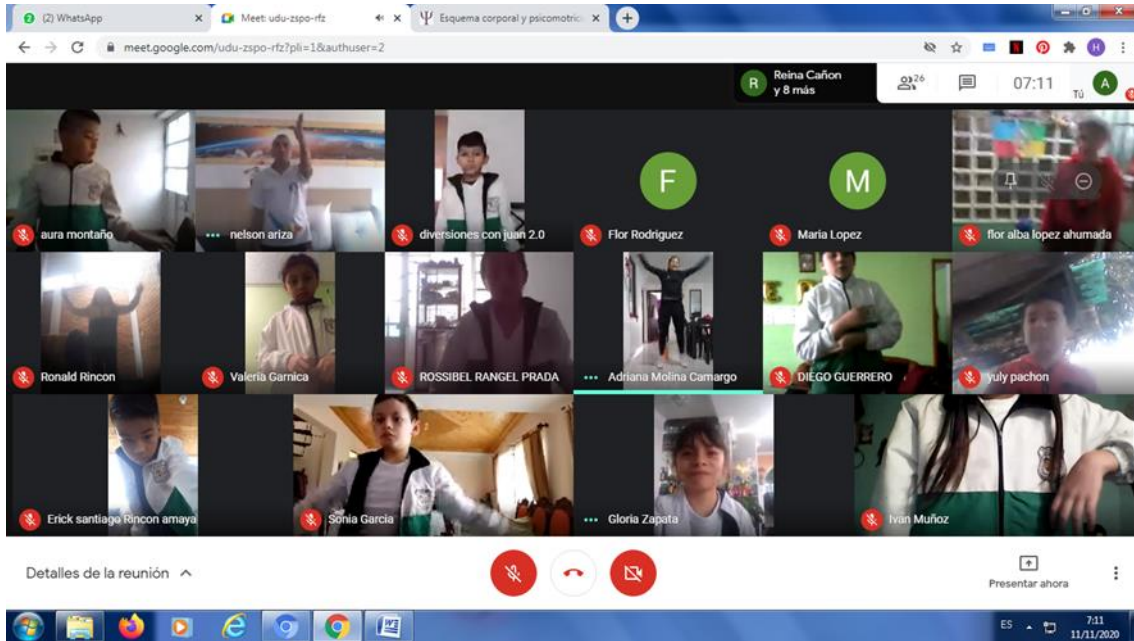 (2) WhatsApp
Meet: udu-zspo-rfz
Esquema corporal y psicomotric
meet.google.com/udu-zspo-rfz?pli=1&authuser=2
R
Reina Cañon
y 8 más
26
07:11
Tú
A
H
F
M
aura montaño
nelson ariza
diversiones con juan 2.0
Flor Rodriguez
Maria Lopez
flor alba lopez ahumada
Ronald Rincon
Valeria Garnica
ROSSIBEL RANGEL PRADA
Adriana Molina Camargo
DIEGO GUERRERO
yuly pachon
Erick santiago Rincon amaya
Sonia Garcia
Gloria Zapata
Ivan Muñoz
Detalles de la reunión
Presentar ahora
ES
7:11
11/11/2020